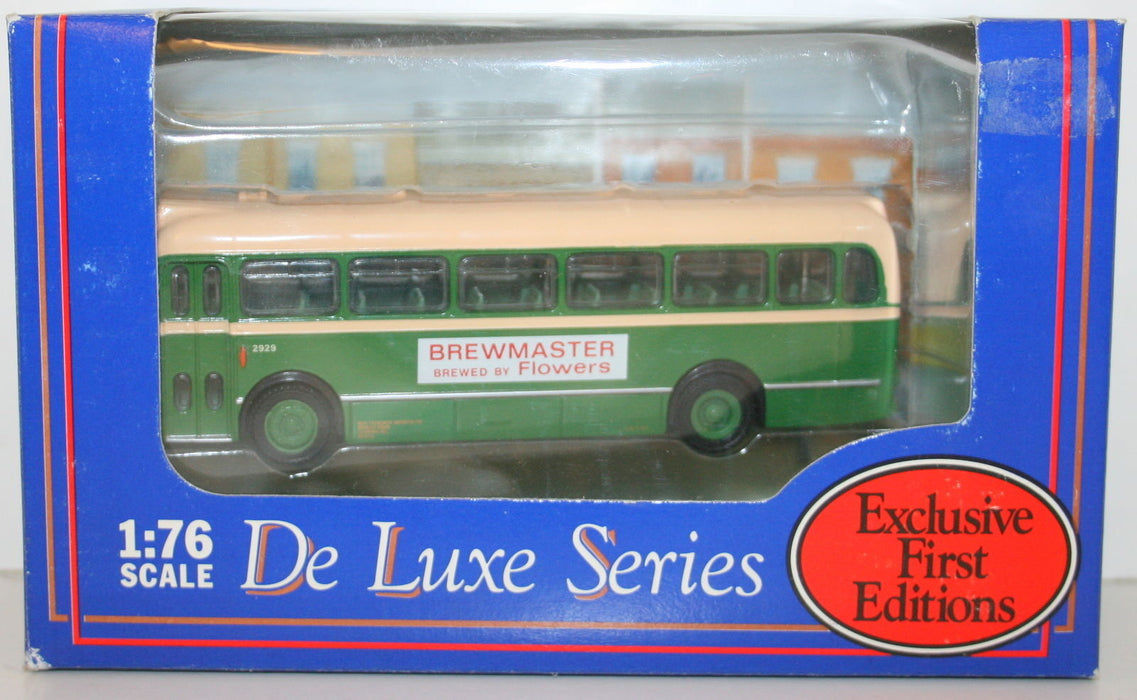 2929
BREWMASTER
BREWED BY Flowers
1:76
SCALE
De Luxe Series
Exclusive
First
Editions